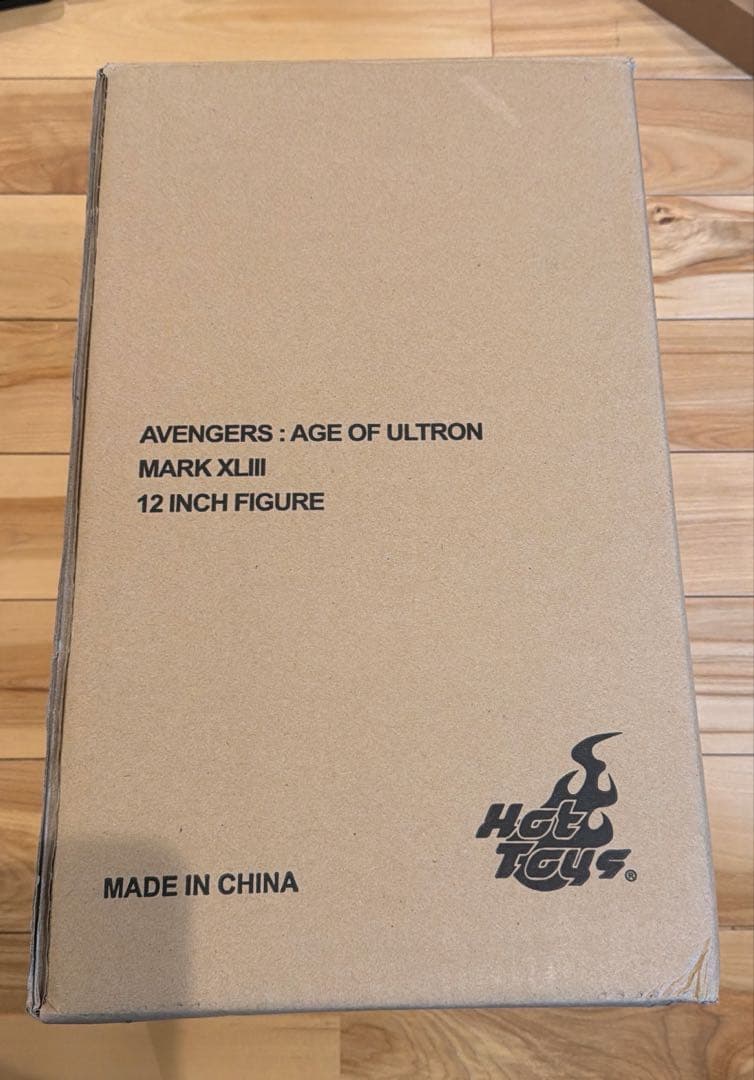 AVENGERS : AGE OF ULTRON
MARK XLIII
12 INCH FIGURE
Hot
Toys®
MADE IN CHINA